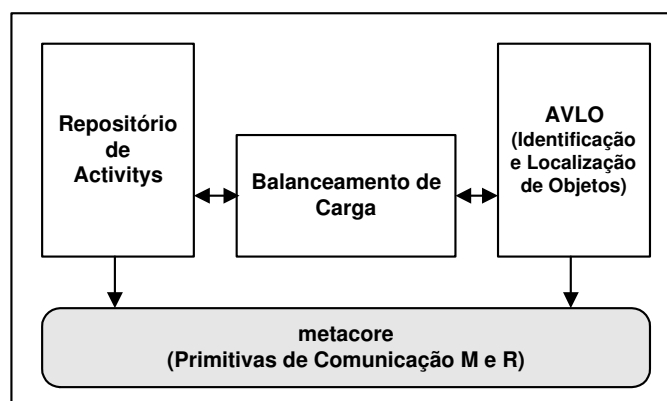 Repositório
de
Activitys
Balanceamento de
Carga
AVLO
(Identificação
e Localização
de Objetos)
metacore
(Primitivas de Comunicação M e R)